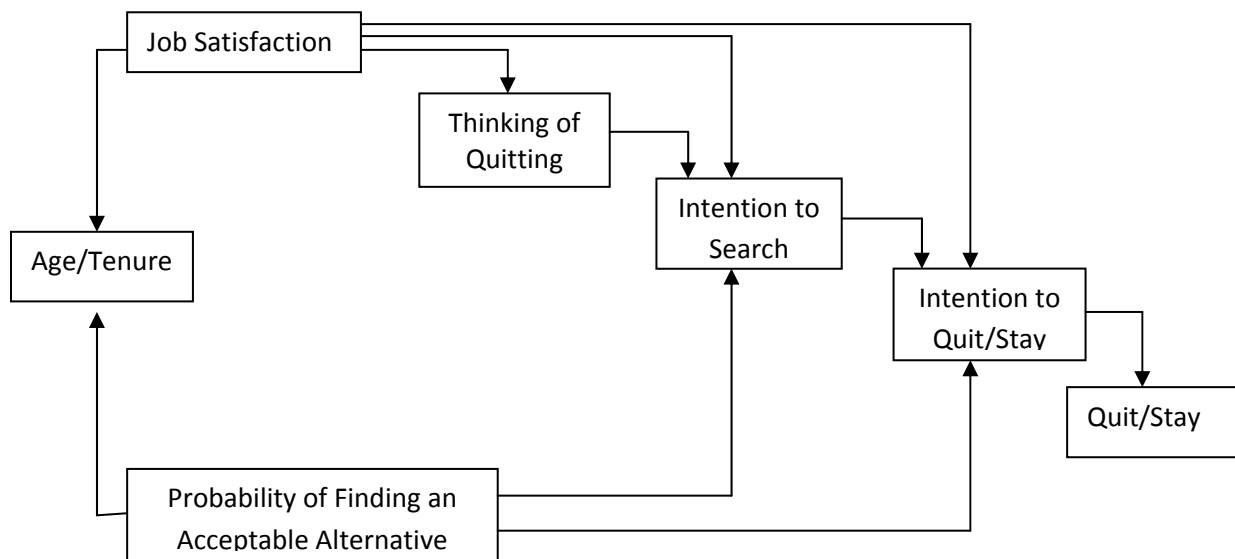 Job Satisfaction
Thinking of
Quitting
Intention to
Search
Age/Tenure
Intention to
Quit/Stay
Quit/Stay
Probability of Finding an
Acceptable Alternative